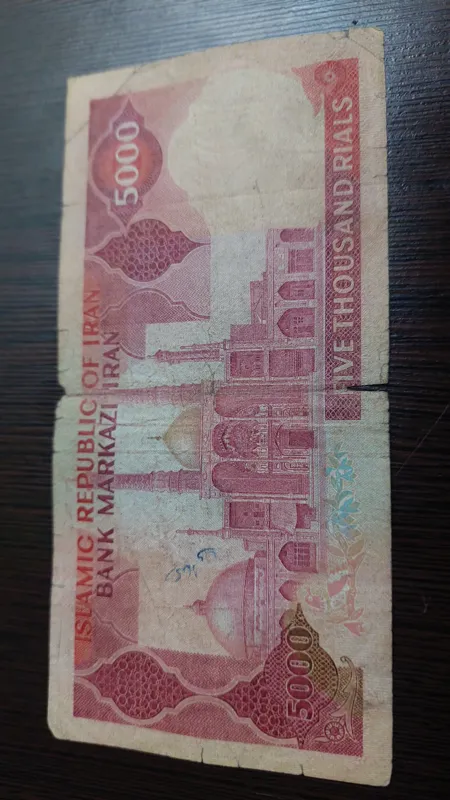 ISLAMIC REPUBLIC OF IRAN
BANK MARKAZI IRAN
5000
5000
FIVE THOUSAND RIALS